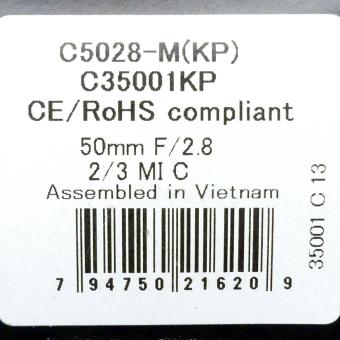 C5028-M(KP)
C35001KP
CE/RoHS compliant
50mm F/2.8
2/3 MI C
Assembled in Vietnam
7 94750 21620 9
35001 C 13